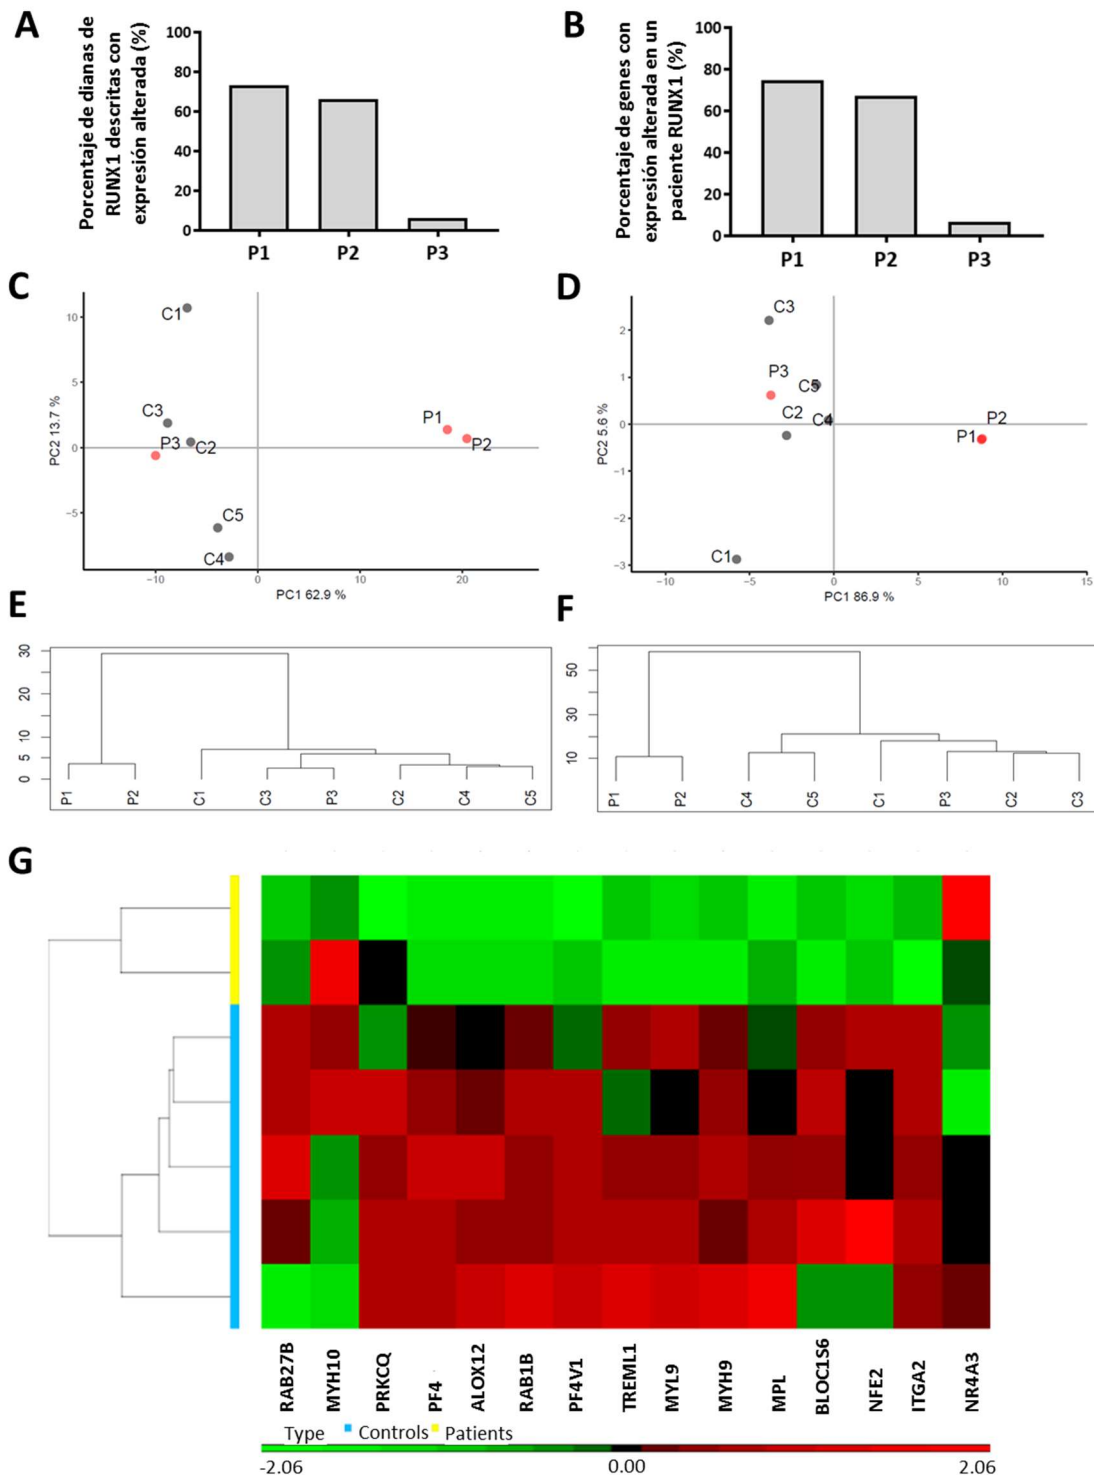 A
Porcentaje de dianas de
RUNX1 descritas con
expresión alterada (%)
100
80
60
40
20
0
P1 P2 P3
B
Porcentaje de genes con
expresión alterada en un
paciente RUNX1 (%)
100
80
60
40
20
0
P1 P2 P3
C
PC2 13.7 %
10
5
0
−5
C1
C3
P3
C2
C5
C4
P1
P2
−10 0 10 20
PC1 62.9 %
D
PC2 5.6 %
2
1
0
−1
−2
−3
C3
P3
C5
C2
C4
P2
P1
C1
−10 −5 0 5 10 15
PC1 86.9 %
E
30
20
10
5
0
P1 P2 C1 C3 P3 C2 C4 C5
F
50
30
10
P1 P2 C4 C5 C1 P3 C2 C3
G
RAB27B MYH10 PRKCQ PF4 ALOX12 RAB1B PF4V1 TREML1 MYL9 MYH9 MPL BLOC1S6 NFE2 ITGA2 NR4A3
Type Controls Patients
-2.06 0.00 2.06